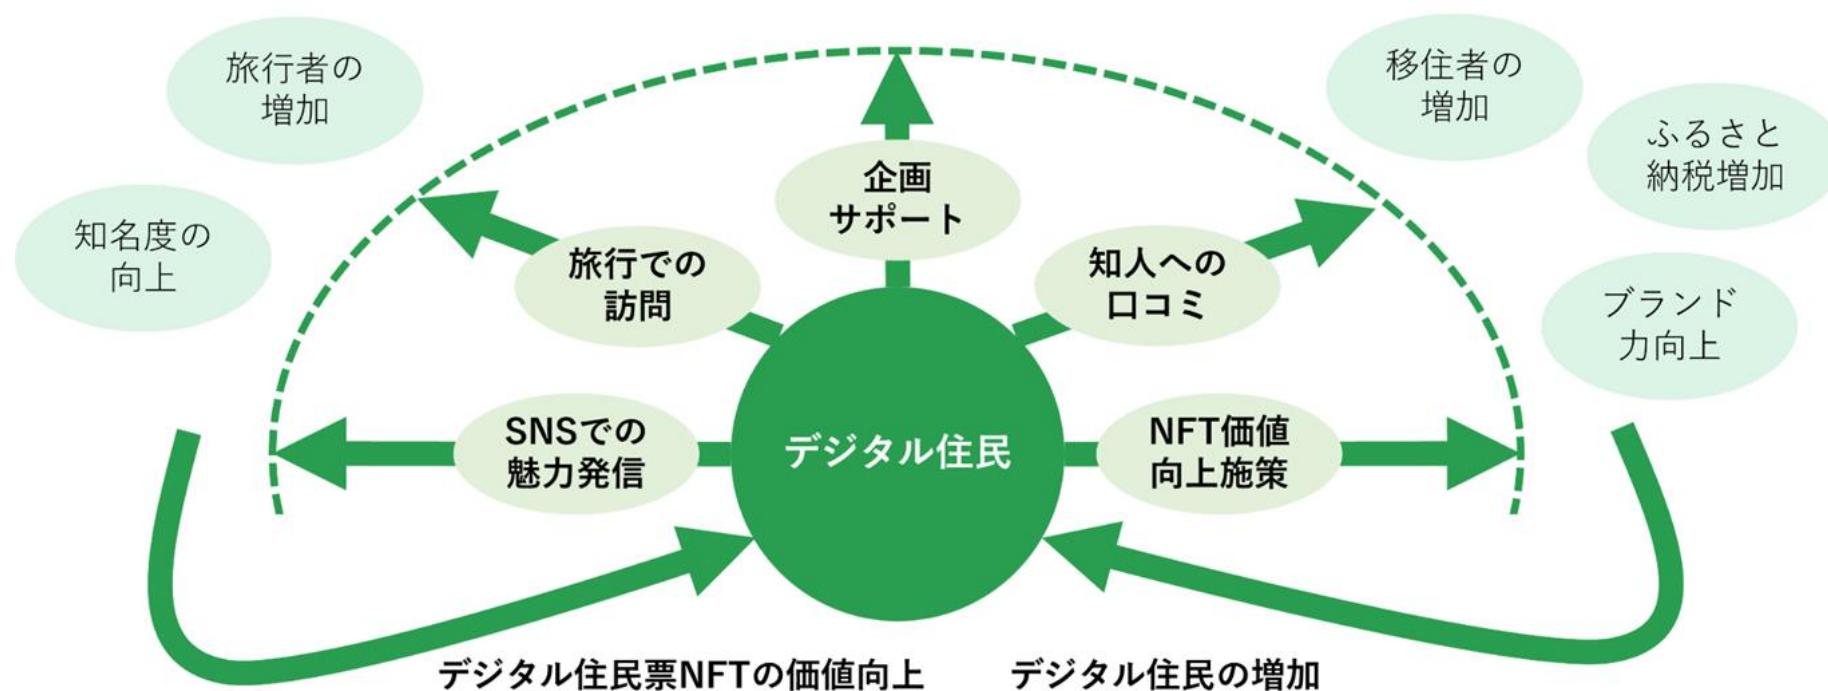 旅行者の
増加
知名度の
向上
移住者の
増加
ふるさと
納税増加
ブランド
力向上
企画
サポート
旅行での
訪問
知人への
口コミ
SNSでの
魅力発信
NFT価値
向上施策
デジタル住民
デジタル住民票NFTの価値向上
デジタル住民の増加